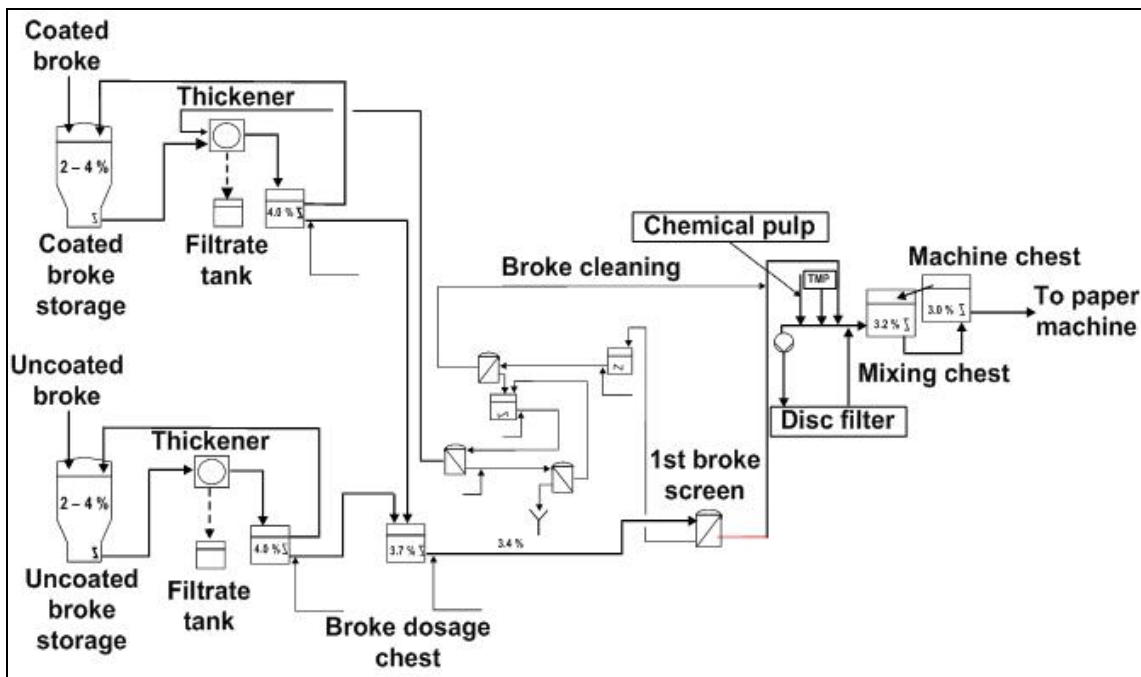 Coated
broke
Thickener
2 – 4 %
4.0 %
Coated
broke
storage
Filtrate
tank
Chemical pulp
Broke cleaning
TMP
Machine chest
3.0 %
3.2 %
To paper
machine
Mixing chest
Disc filter
Uncoated
broke
Thickener
2 – 4 %
4.0 %
1st broke
screen
3.7 %
3.4 %
Uncoated
broke
storage
Filtrate
tank
Broke dosage
chest